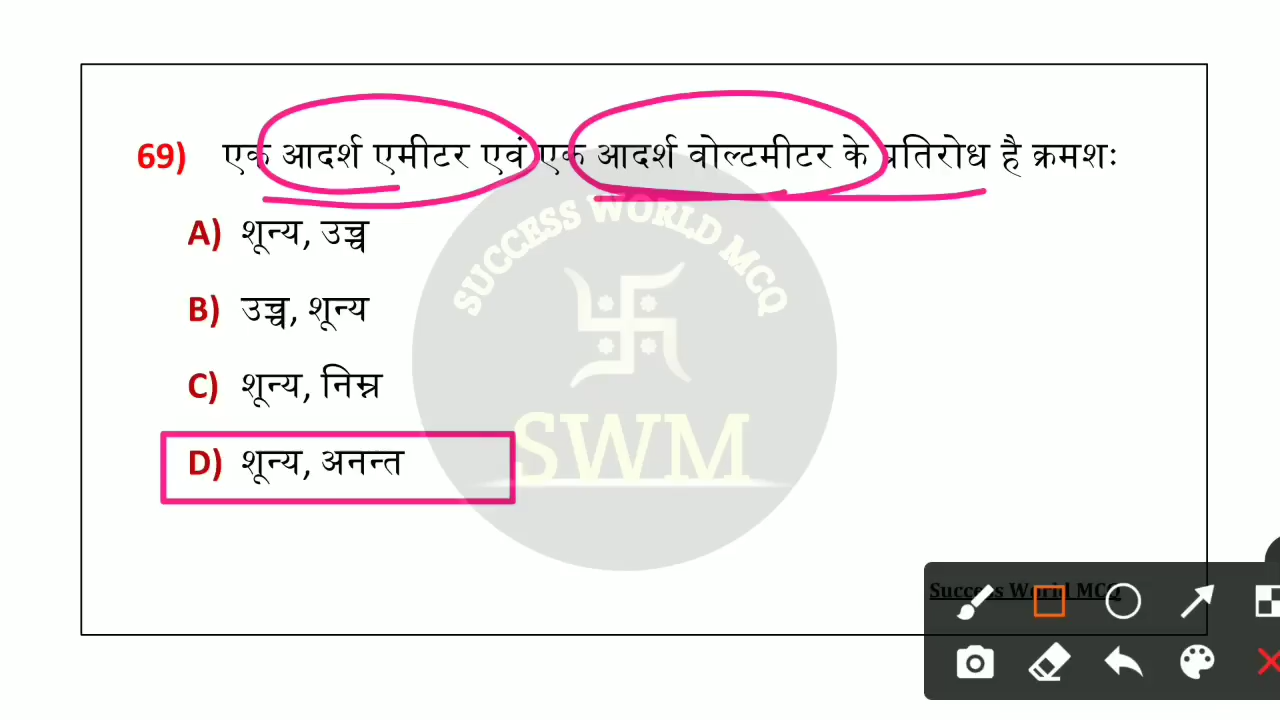 69) एक आदर्श एमीटर एवं एक आदर्श वोल्टमीटर के प्रतिरोध है क्रमशः
A) शून्य, उच्च
B) उच्च, शून्य
C) शून्य, निम्न
D) शून्य, अनन्त
SUCCESS WORLD MCQ
SWM
Success World MCQ